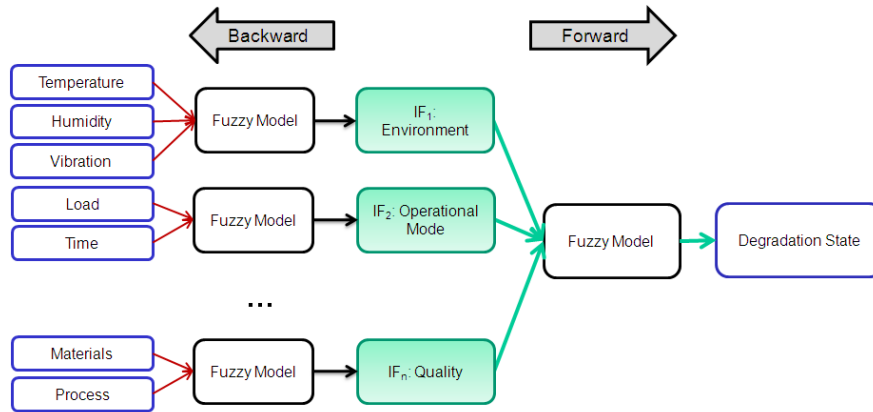 Backward
Forward
Temperature
Humidity
Vibration
Fuzzy Model
IF₁:
Environment
Load
Time
Fuzzy Model
IF₂: Operational
Mode
Fuzzy Model
Degradation State
...
Materials
Process
Fuzzy Model
IFₙ: Quality